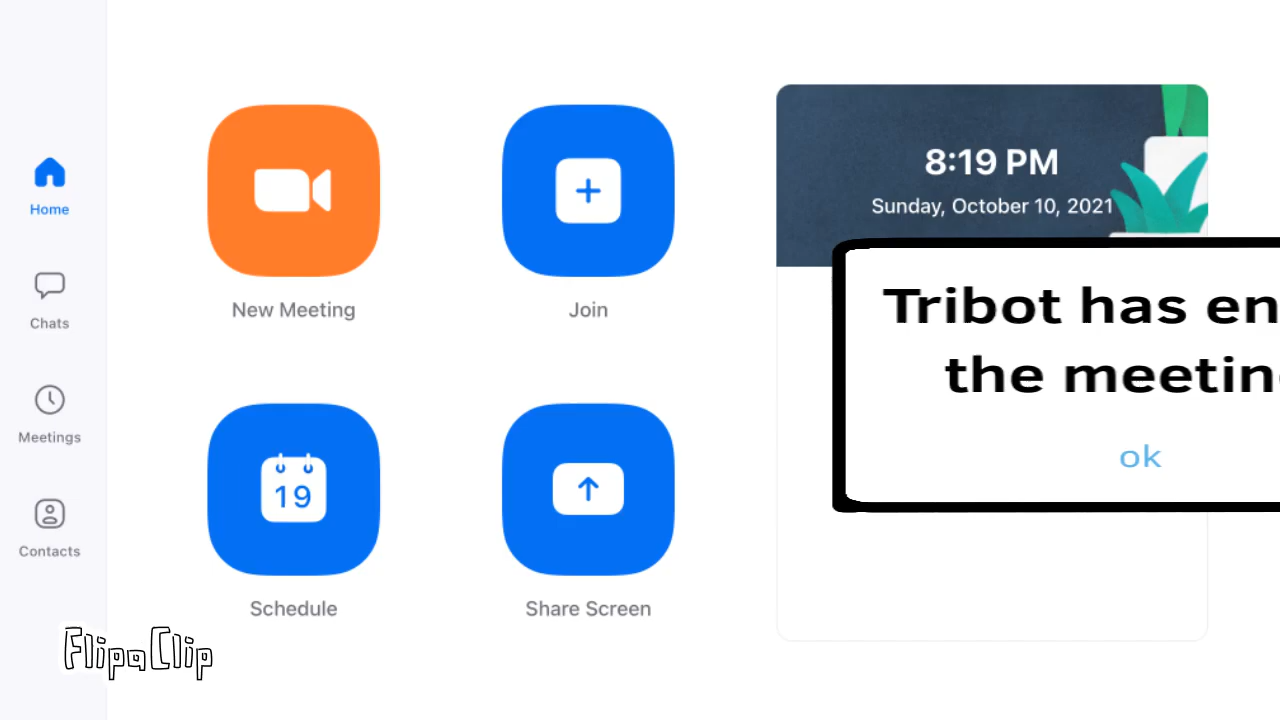 8:19 PM
Sunday, October 10, 2021
Home
New Meeting
Join
Tribot has en
the meetin
Chats
ok
Meetings
19
Contacts
Schedule
Share Screen
FlipaClip